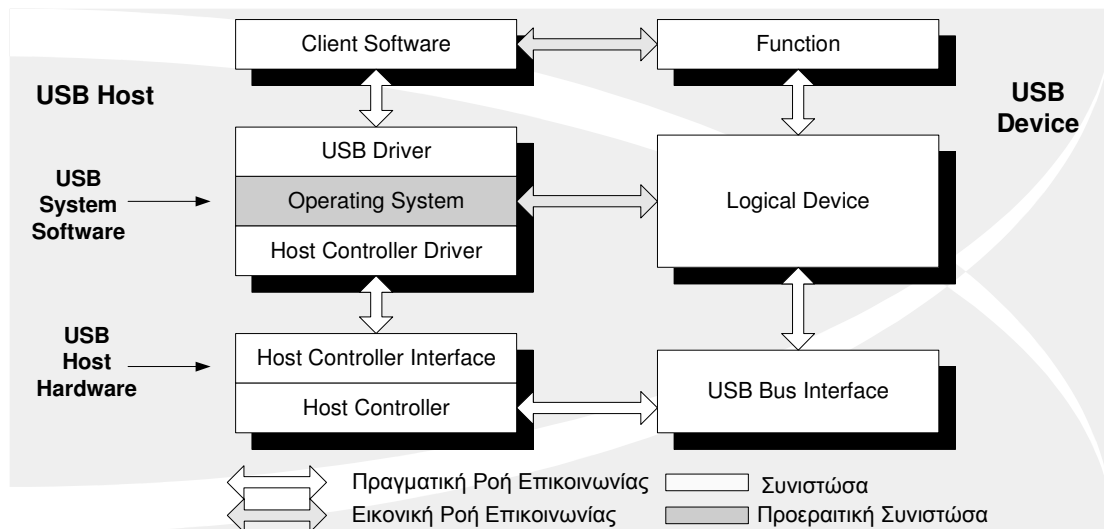 Client Software
Function
USB Host
USB
Device
USB Driver
USB
System
Software
Operating System
Logical Device
Host Controller Driver
USB
Host
Hardware
Host Controller Interface
USB Bus Interface
Host Controller
Πραγματική Ροή Επικοινωνίας
Συνιστώσα
Εικονική Ροή Επικοινωνίας
Προεραιτική Συνιστώσα